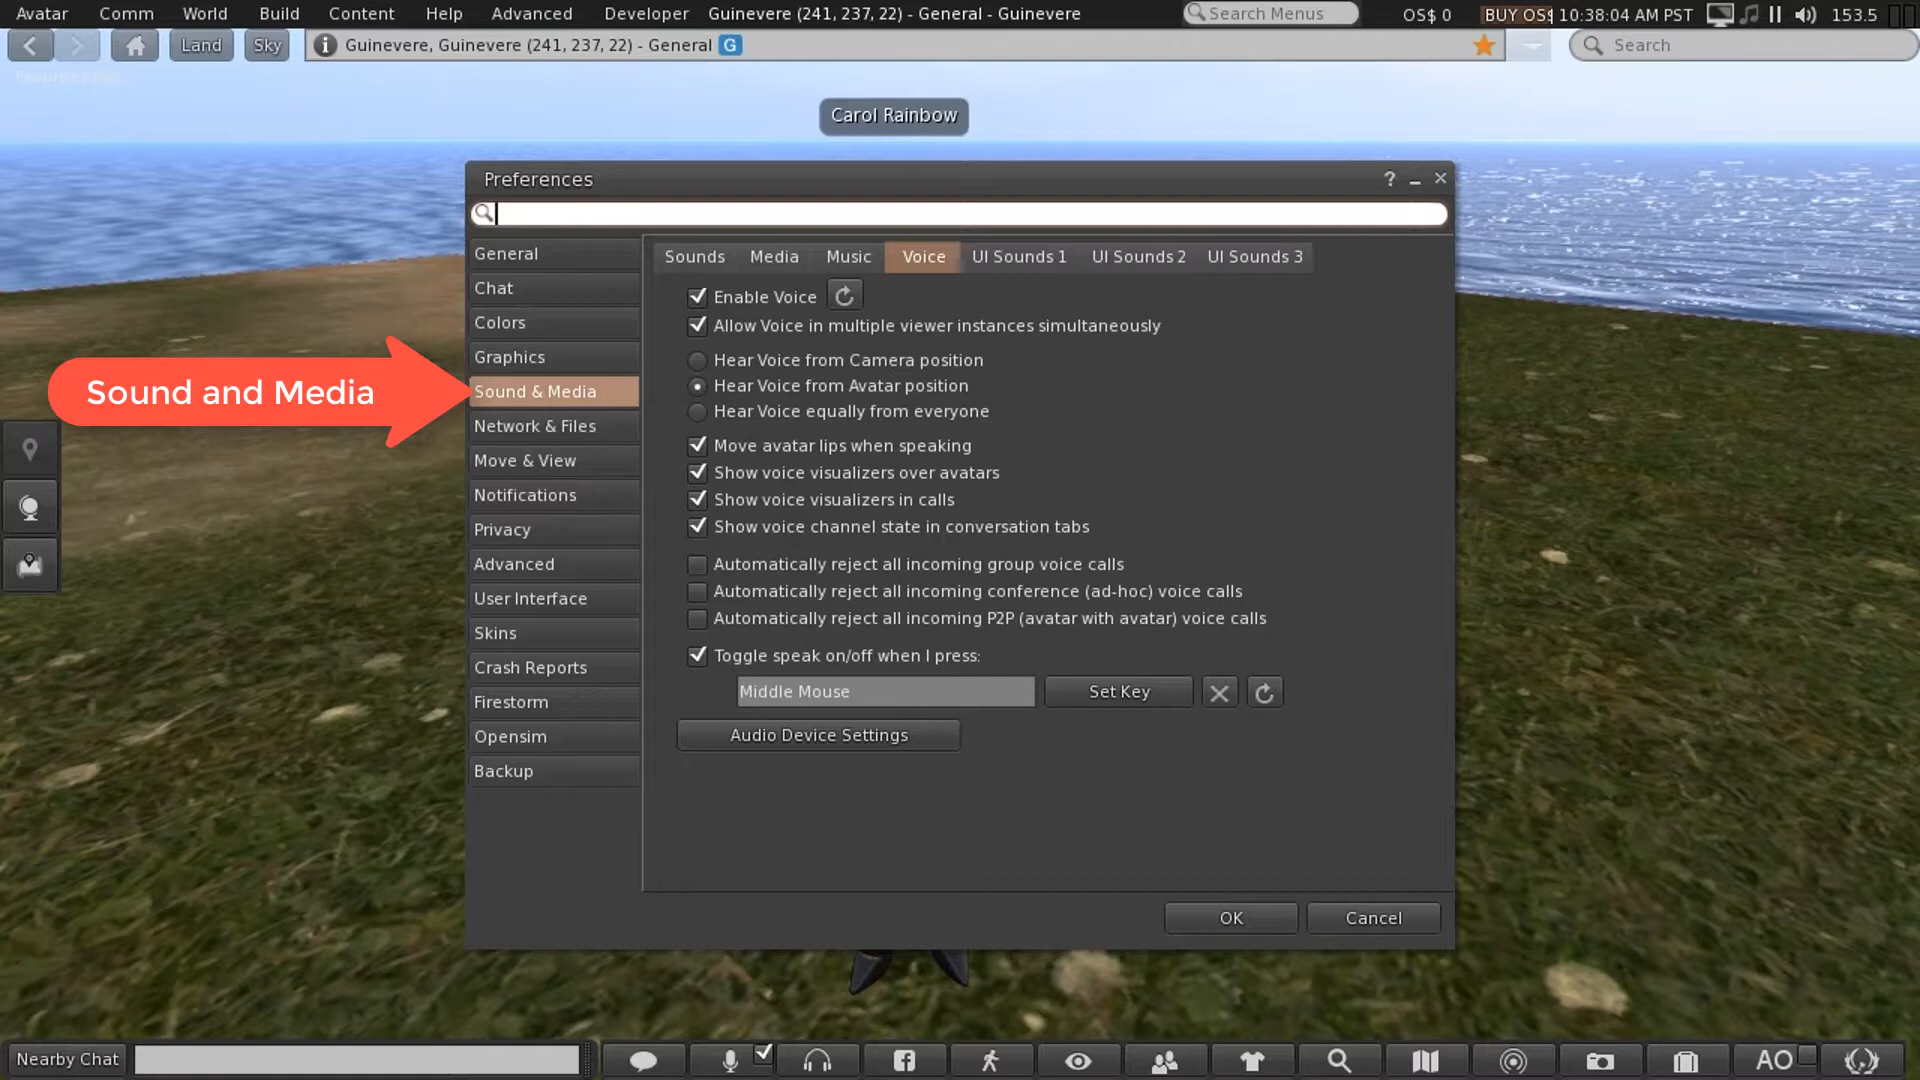 Avatar Comm World Build Content Help Advanced Developer Guinevere (241, 237, 22) - General - Guinevere Search Menus OS$ 0 BUY OS$ 10:38:04 AM PST 153.5
Land Sky Guinevere, Guinevere (241, 237, 22) - General G Search
Carol Rainbow
Preferences ?
General
Chat
Colors
Graphics
Sound & Media
Network & Files
Move & View
Notifications
Privacy
Advanced
User Interface
Skins
Crash Reports
Firestorm
Opensim
Backup
Sound and Media
Sounds Media Music Voice UI Sounds 1 UI Sounds 2 UI Sounds 3
Enable Voice
Allow Voice in multiple viewer instances simultaneously
Hear Voice from Camera position
Hear Voice from Avatar position
Hear Voice equally from everyone
Move avatar lips when speaking
Show voice visualizers over avatars
Show voice visualizers in calls
Show voice channel state in conversation tabs
Automatically reject all incoming group voice calls
Automatically reject all incoming conference (ad-hoc) voice calls
Automatically reject all incoming P2P (avatar with avatar) voice calls
Toggle speak on/off when I press:
Middle Mouse Set Key
Audio Device Settings
OK Cancel
Nearby Chat AO